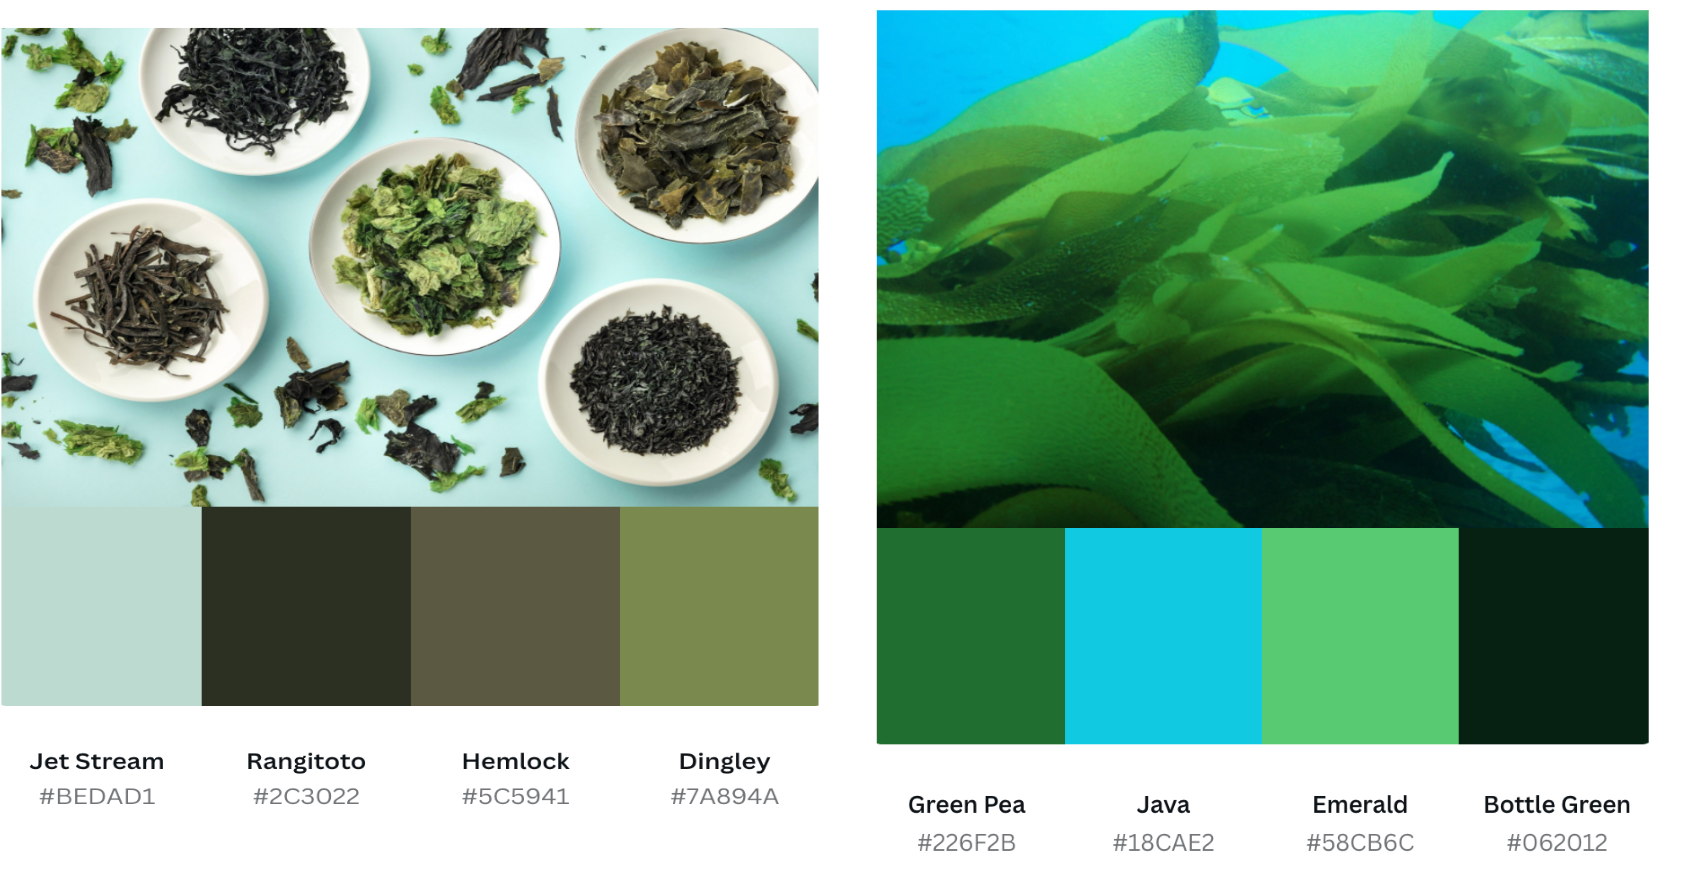 Jet Stream
#BEDAD1
Rangitoto
#2C3022
Hemlock
#5C5941
Dingley
#7A894A
Green Pea
#226F2B
Java
#18CAE2
Emerald
#58CB6C
Bottle Green
#062012